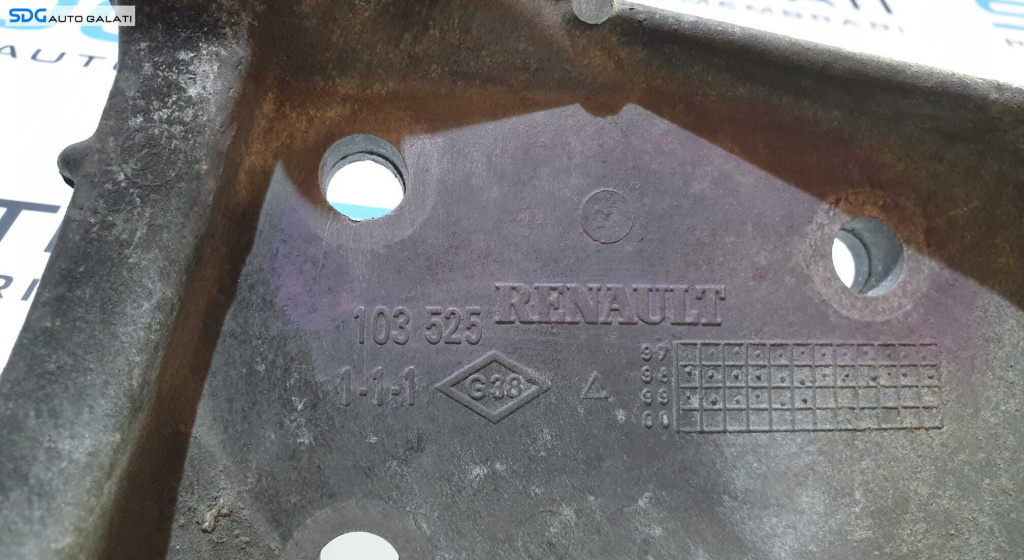 SDG AUTO GALATI
RENAULT
103 525
1-1-1
G38
97
98
99
00